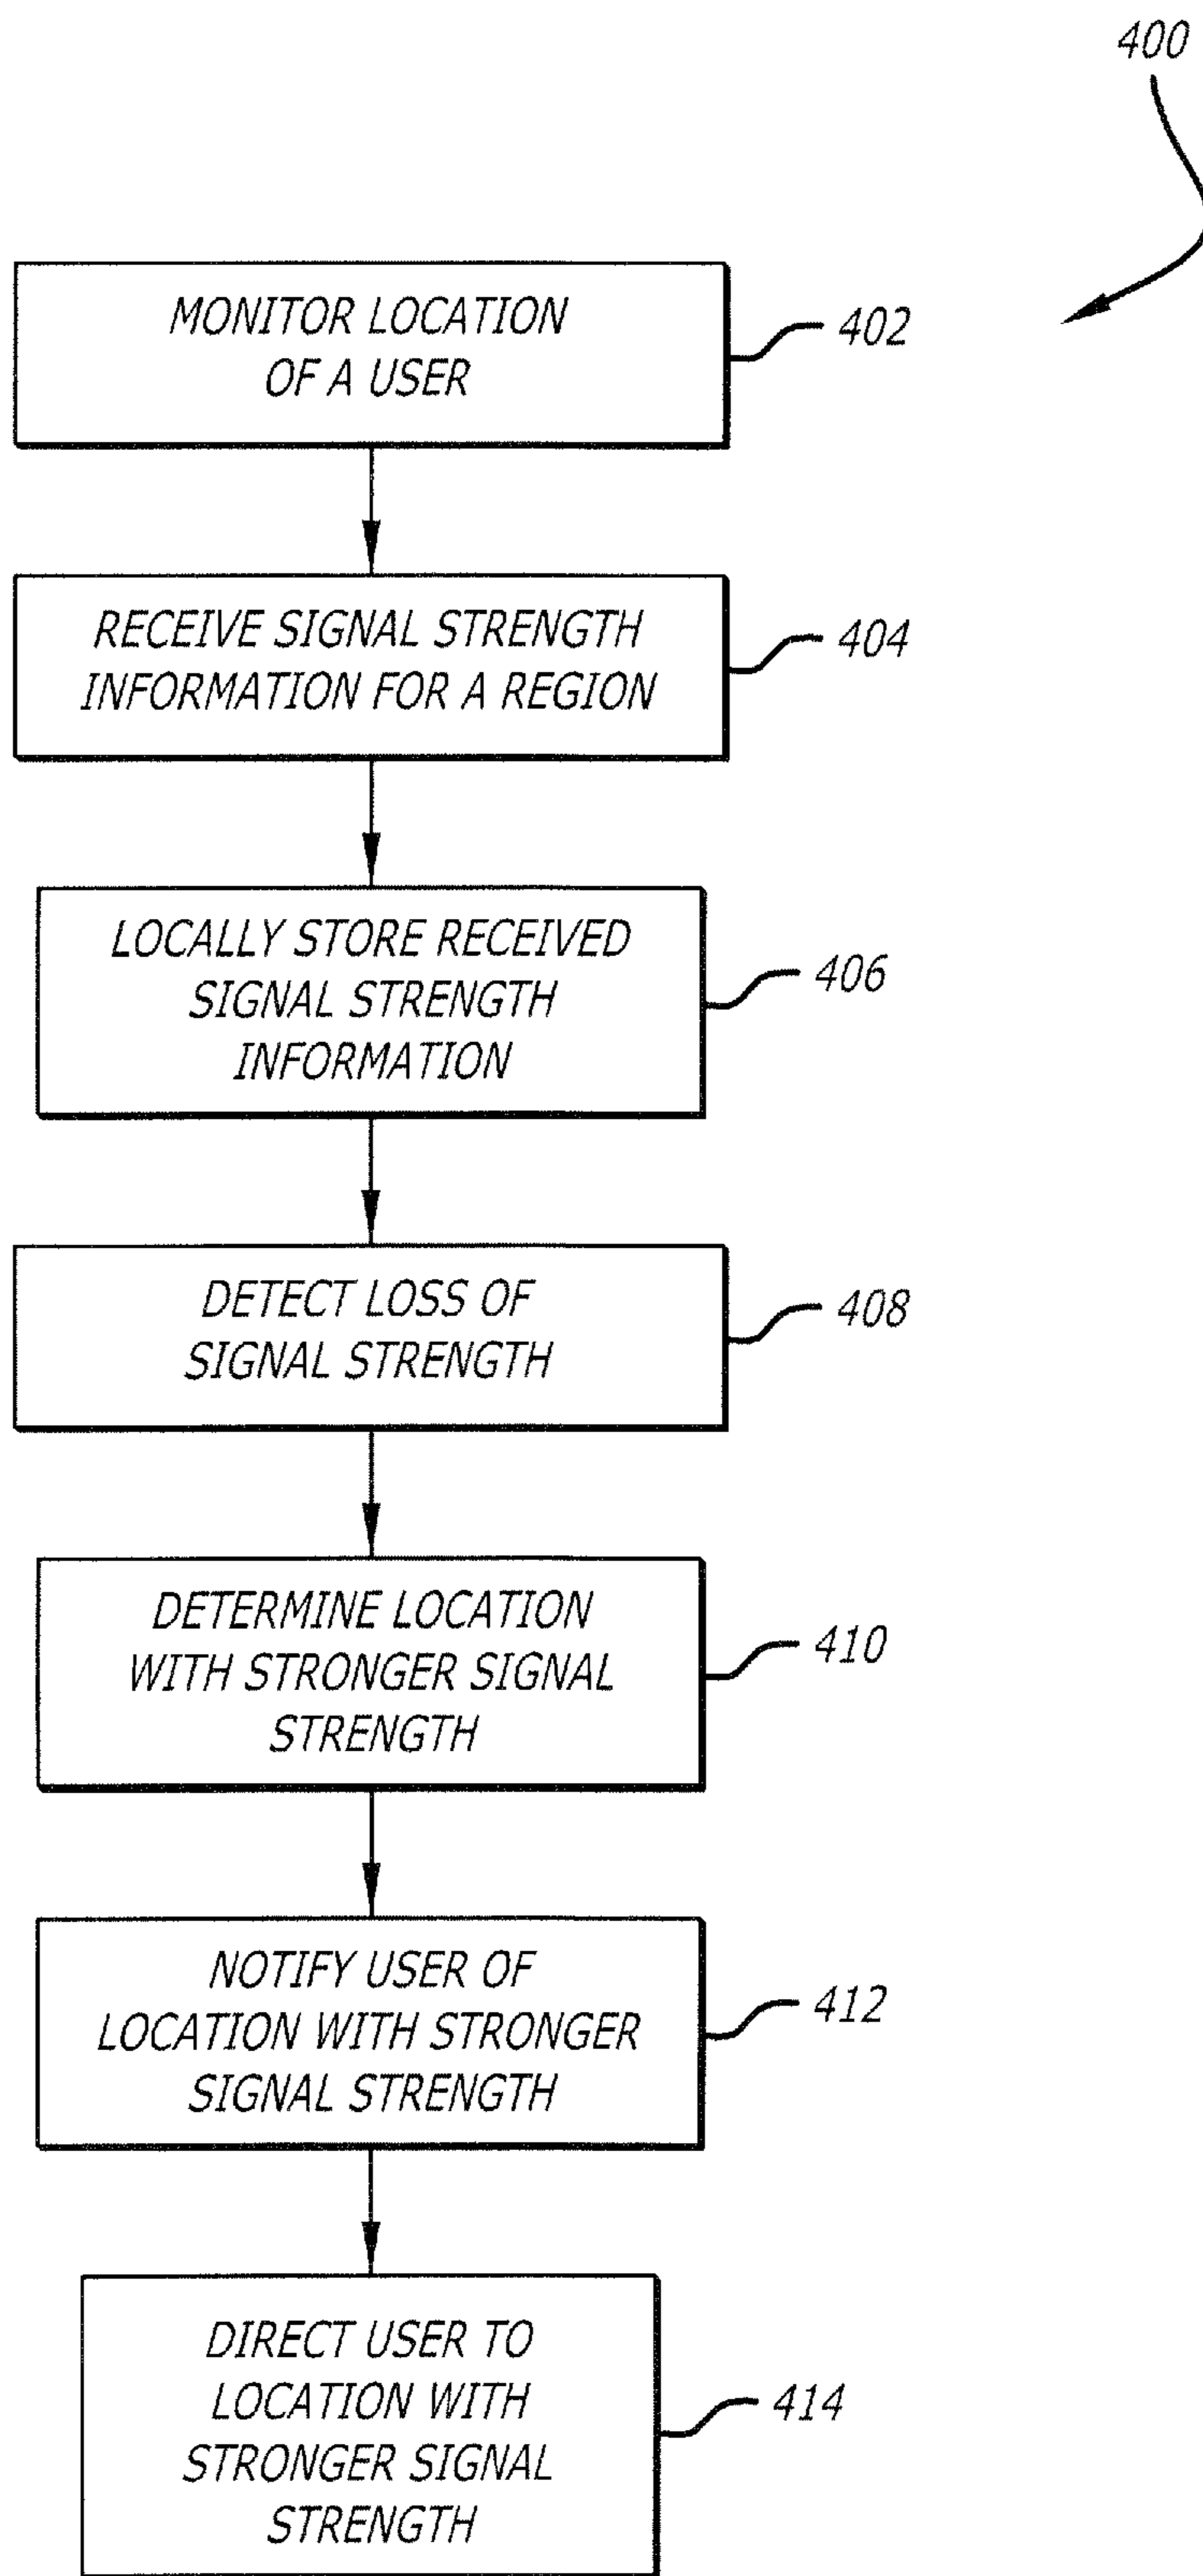 400
MONITOR LOCATION
OF A USER
402
RECEIVE SIGNAL STRENGTH
INFORMATION FOR A REGION
404
LOCALLY STORE RECEIVED
SIGNAL STRENGTH
INFORMATION
406
DETECT LOSS OF
SIGNAL STRENGTH
408
DETERMINE LOCATION
WITH STRONGER SIGNAL
STRENGTH
410
NOTIFY USER OF
LOCATION WITH STRONGER
SIGNAL STRENGTH
412
DIRECT USER TO
LOCATION WITH
STRONGER SIGNAL
STRENGTH
414